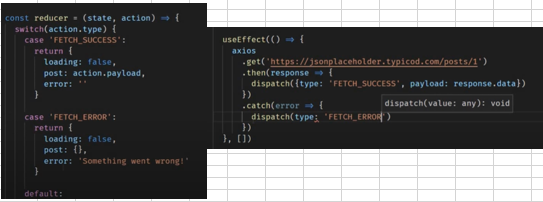 const reducer = (state, action) => {
switch(action.type) {
case 'FETCH_SUCCESS':
return {
loading: false,
post: action.payload,
error: ''
}
case 'FETCH_ERROR':
return {
loading: false,
post: {},
error: 'Something went wrong!'
}
default:
useEffect(() => {
axios
.get('https://jsonplaceholder.typicod.com/posts/1')
.then(response => {
dispatch({type: 'FETCH_SUCCESS', payload: response.data})
})
.catch(error => {
dispatch(value: any): void
dispatch(type: 'FETCH_ERROR')
})
}, [])